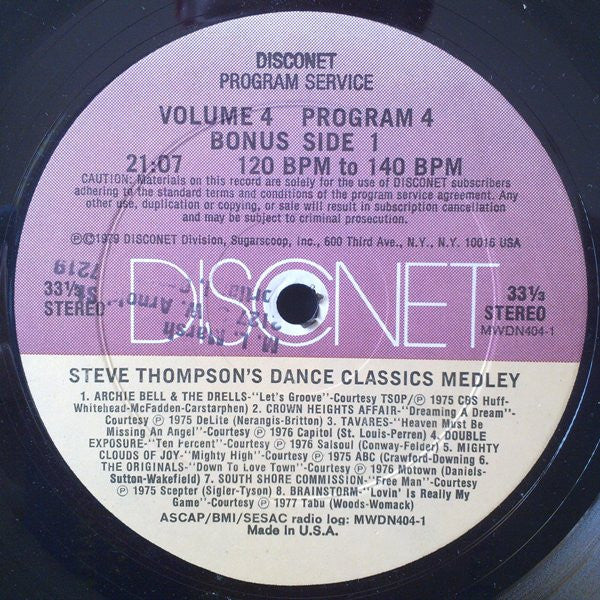 DISCONET
PROGRAM SERVICE
VOLUME 4 PROGRAM 4
BONUS SIDE 1
21:07 120 BPM to 140 BPM
CAUTION: Materials on this record are solely for the use of DISCONET subscribers
adhering to the standard terms and conditions of the program service agreement. Any
other use, duplication or copying, or sale will result in subscription cancellation
and may be subject to criminal prosecution.
℗©1979 DISCONET Division, Sugarscoop, Inc., 600 Third Ave., N.Y., N.Y. 10016 USA
DISCONET
33⅓
STEREO
33⅓
STEREO
MWDN404-1
7219
STEVE THOMPSON'S DANCE CLASSICS MEDLEY
1. ARCHIE BELL & THE DRELLS-"Let's Groove"-Courtesy TSOP/ ℗ 1975 CBS Huff-
Whitehead-McFadden-Carstarphen) 2. CROWN HEIGHTS AFFAIR-"Dreaming A Dream"-
Courtesy ℗ 1975 DeLite (Nerangis-Britton) 3. TAVARES-"Heaven Must Be
Missing An Angel" Courtesy ℗ 1976 Capitol (St. Louis-Perren) 4. DOUBLE
EXPOSURE-"Ten Percent"-Courtesy ℗ 1976 Salsoul (Conway-Felder) 5. MIGHTY
CLOUDS OF JOY-"Mighty High" Courtesy ℗ 1975 ABC (Crawford-Downing 6.
THE ORIGINALS-"Down To Love Town"-Courtesy ℗ 1976 Motown (Daniels-
Sutton-Wakefield) 7. SOUTH SHORE COMMISSION-"Free Man" Courtesy
℗ 1975 Scepter (Sigler-Tyson) 8. BRAINSTORM-"Lovin' Is Really My
Game"-Courtesy ℗ 1977 Tabu (Woods-Womack)
ASCAP/BMI/SESAC radio log: MWDN404-1
Made in U.S.A.